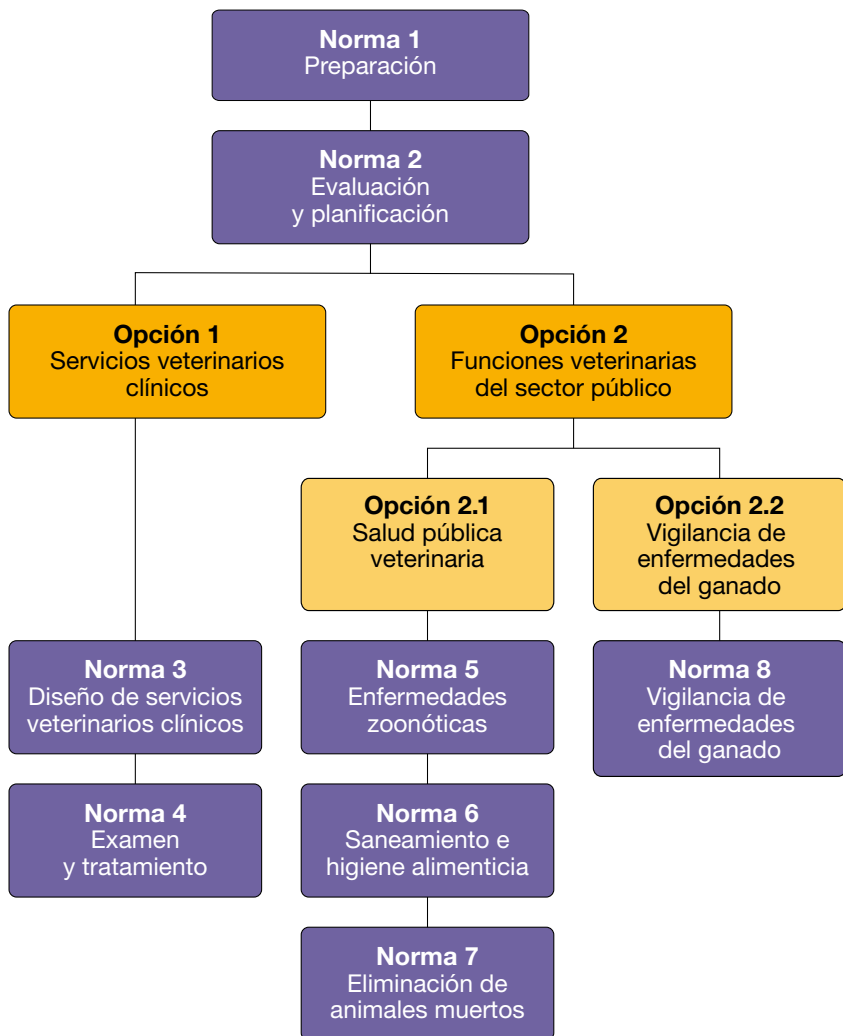 Norma 1
Preparación
Norma 2
Evaluación
y planificación
Opción 1
Servicios veterinarios
clínicos
Opción 2
Funciones veterinarias
del sector público
Opción 2.1
Salud pública
veterinaria
Opción 2.2
Vigilancia de
enfermedades
del ganado
Norma 3
Diseño de servicios
veterinarios clínicos
Norma 5
Enfermedades
zoonóticas
Norma 8
Vigilancia de
enfermedades
del ganado
Norma 4
Examen
y tratamiento
Norma 6
Saneamiento e
higiene alimenticia
Norma 7
Eliminación de
animales muertos